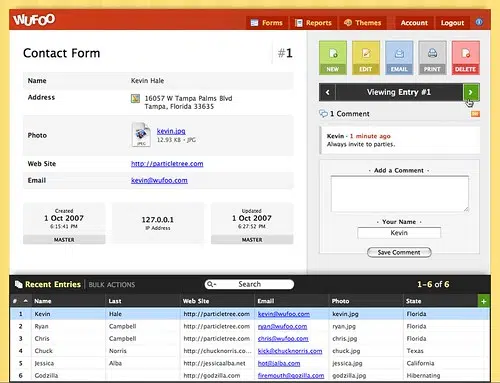 WUFOO
Forms Reports Themes Account Logout
Contact Form #1
Name Kevin Hale
Address 16057 W Tampa Palms Blvd
Tampa, Florida 33635
Photo kevin.jpg
12.93 KB · JPG
JPEG
Web Site http://particletree.com
Email kevin@wufoo.com
Created
1 Oct 2007
6:15:41 PM
MASTER
127.0.0.1
IP Address
Updated
1 Oct 2007
6:27:52 PM
MASTER
NEW EDIT EMAIL PRINT DELETE
Viewing Entry #1
1 Comment
Kevin · 1 minute ago
Always invite to parties.
· Add a Comment ·
· Your Name ·
Kevin
Save Comment
Recent Entries BULK ACTIONS Search 1-6 of 6
# Name Last Web Site Email Photo State +
1 Kevin Hale http://particletree.com kevin@wufoo.com kevin.jpg Florida
2 Ryan Campbell http://particletree.com ryan@wufoo.com ryan.jpg Florida
3 Chris Campbell http://particletree.com chris@wufoo.com chris.jpg Florida
4 Chuck Norris http://chucknorris.c... kick@chucknorris.com chuck.jpg Texas
5 Jessica Alba http://jessicaalba.net hot@jessicaalba.com jessica.jpg California
6 Godzilla http://godzilla.com firemouth@godzilla.com godzilla.jpg Hibernating